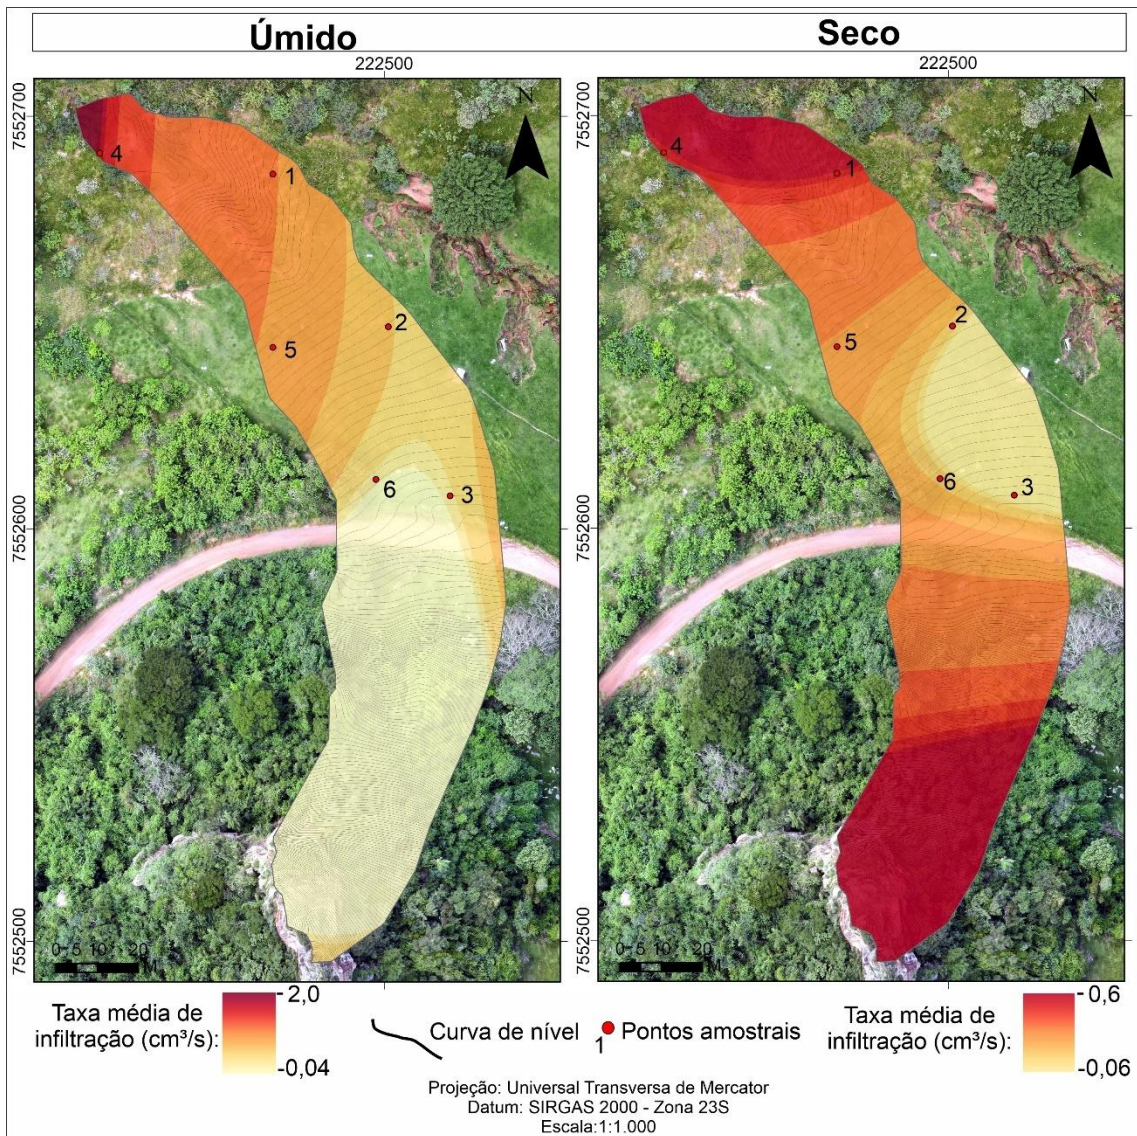 Úmido
Seco
222500
222500
7552700
7552600
7552500
N
N
4
1
2
5
6
3
4
1
2
5
6
3
0 5 10 20
M
0 5 10 20
M
Taxa média de
infiltração (cm³/s):
2,0
0,04
Curva de nível
1 Pontos amostrais
Taxa média de
infiltração (cm³/s):
0,6
0,06
Projeção: Universal Transversa de Mercator
Datum: SIRGAS 2000 - Zona 23S
Escala:1:1.000